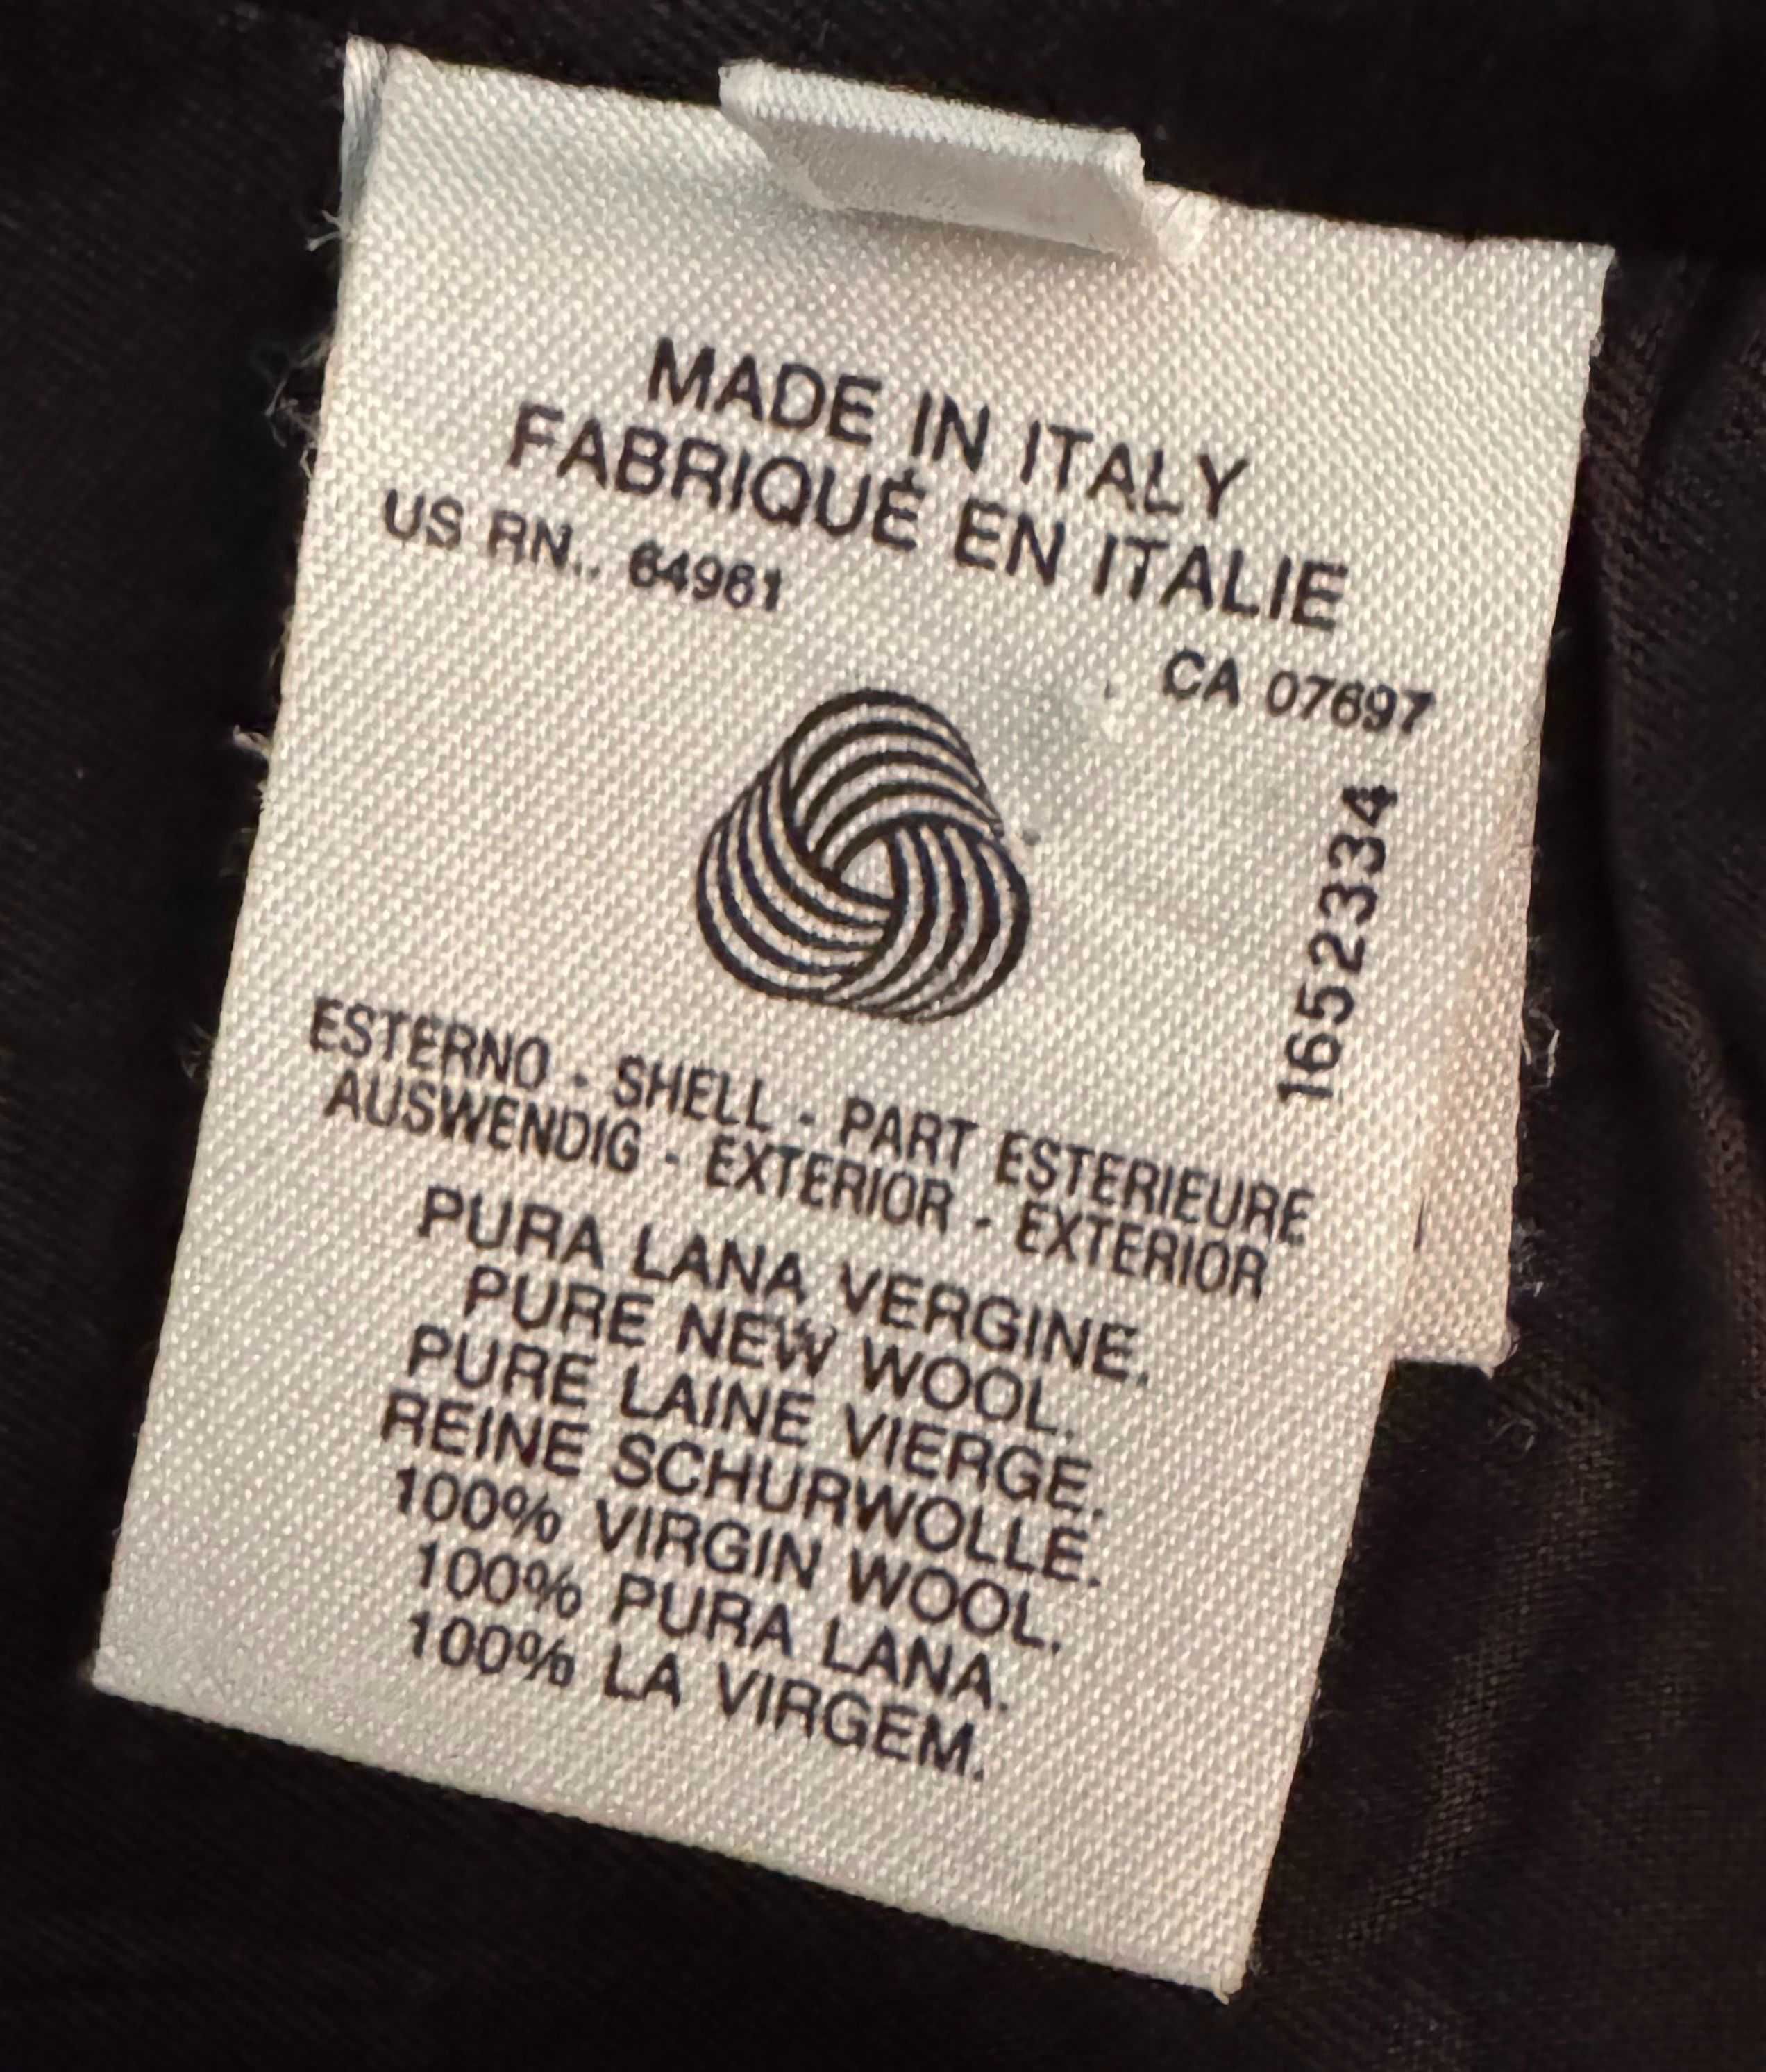 MADE IN ITALY
FABRIQUÉ EN ITALIE
US RN.. 64961
CA 07697
1652334
ESTERNO - SHELL - PART ESTERIEURE
AUSWENDIG - EXTERIOR - EXTERIOR
PURA LANA VERGINE.
PURE NEW WOOL.
PURE LAINE VIERGE.
REINE SCHURWOLLE.
100% VIRGIN WOOL.
100% PURA LANA.
100% LA VIRGEM.